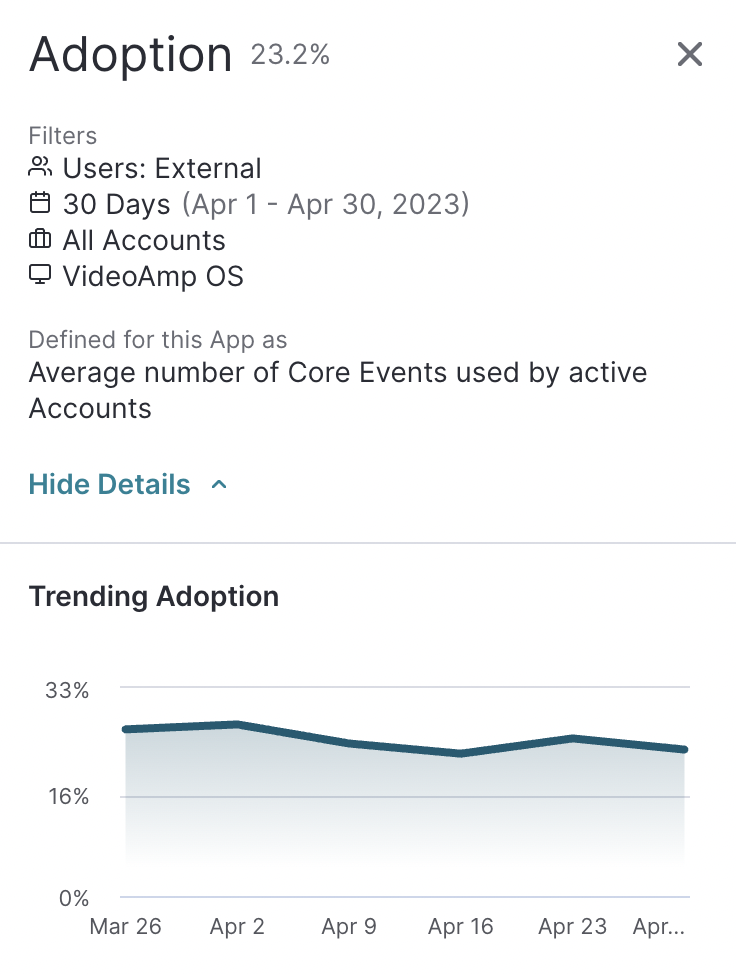 Adoption 23.2%
Filters
Users: External
30 Days (Apr 1 - Apr 30, 2023)
All Accounts
VideoAmp OS
Defined for this App as
Average number of Core Events used by active
Accounts
Hide Details
Trending Adoption
33%
16%
0%
Mar 26 Apr 2 Apr 9 Apr 16 Apr 23 Apr...